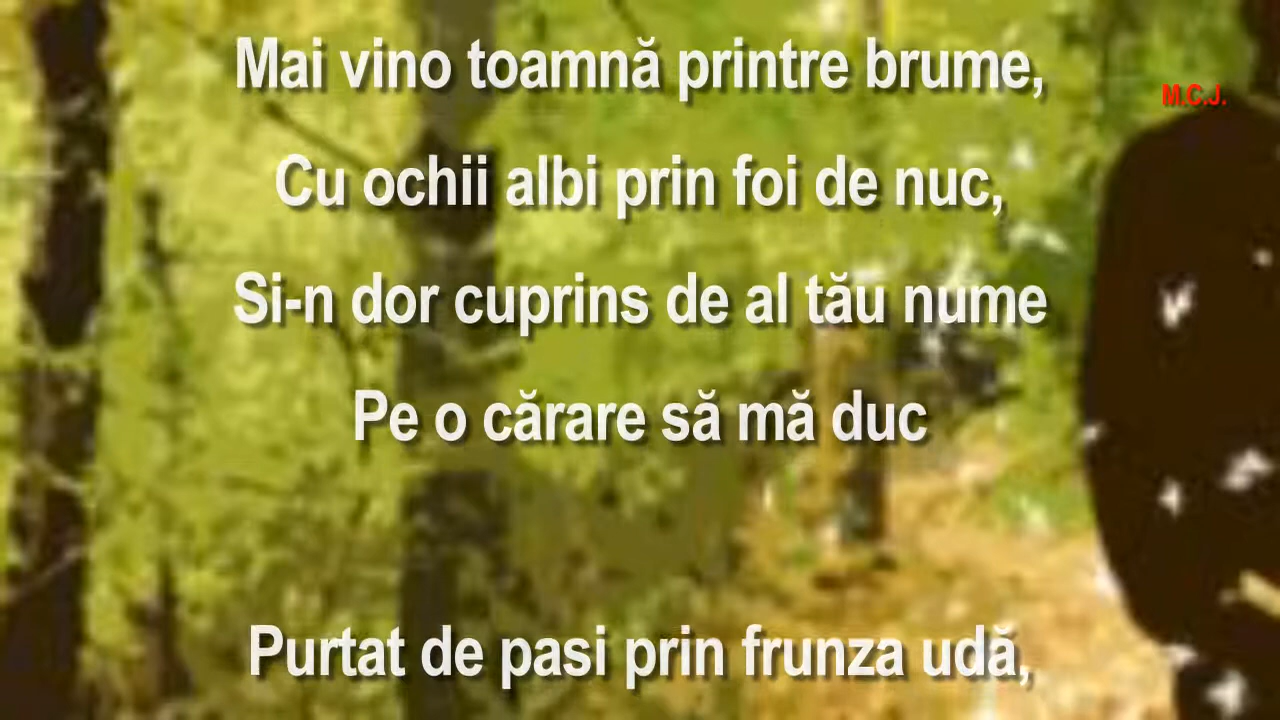 Mai vino toamnă printre brume,
M.C.J.
Cu ochii albi prin foi de nuc,
Si-n dor cuprins de al tău nume
Pe o cărare să mă duc
Purtat de pasi prin frunza udă,